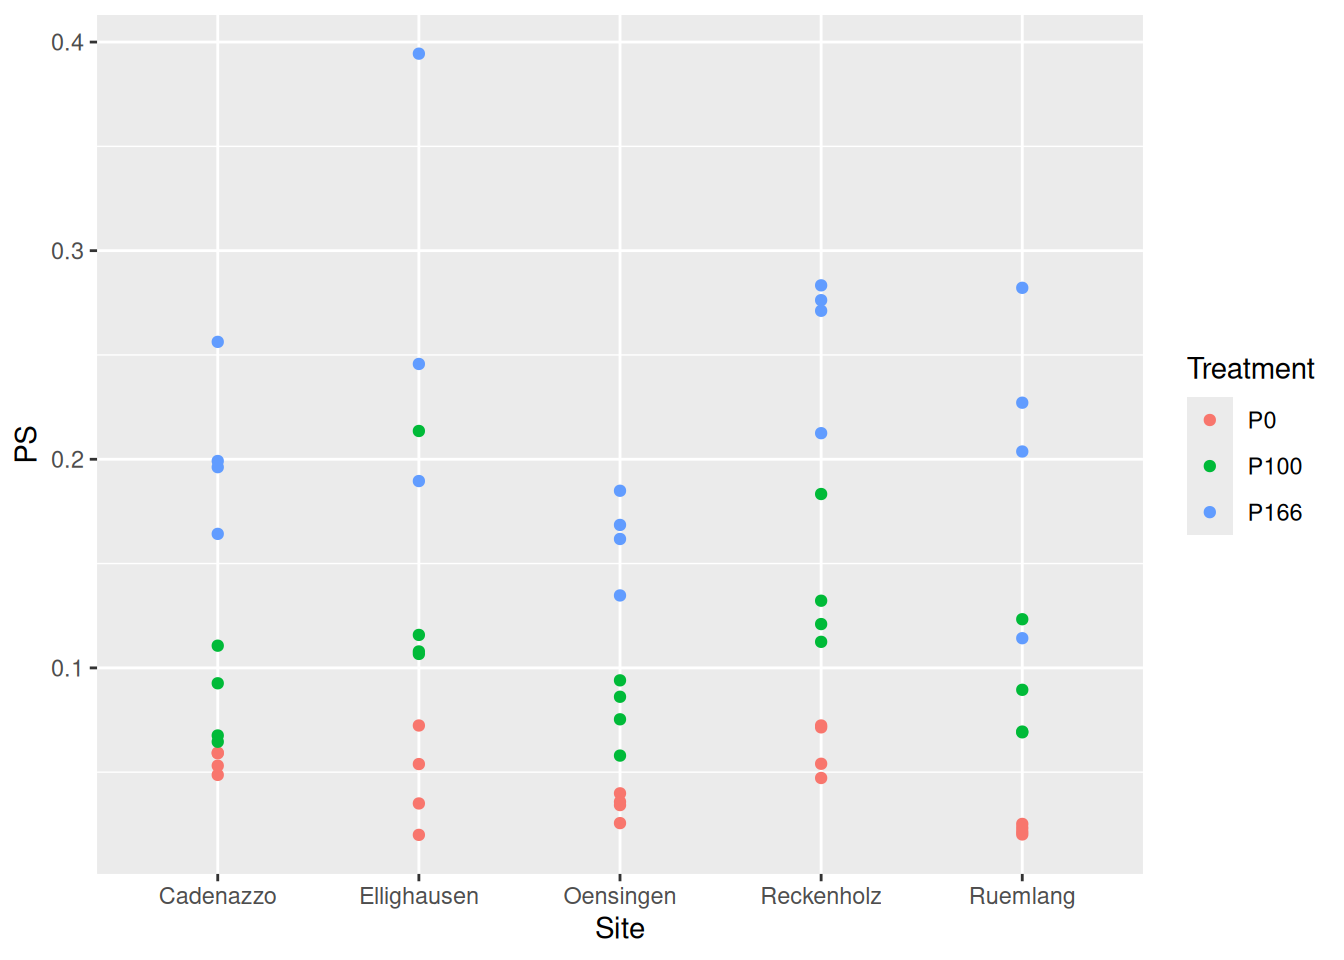 PS
0.4
0.3
0.2
0.1
Cadenazzo Ellighausen Oensingen Reckenholz Ruemlang
Site
Treatment
P0
P100
P166